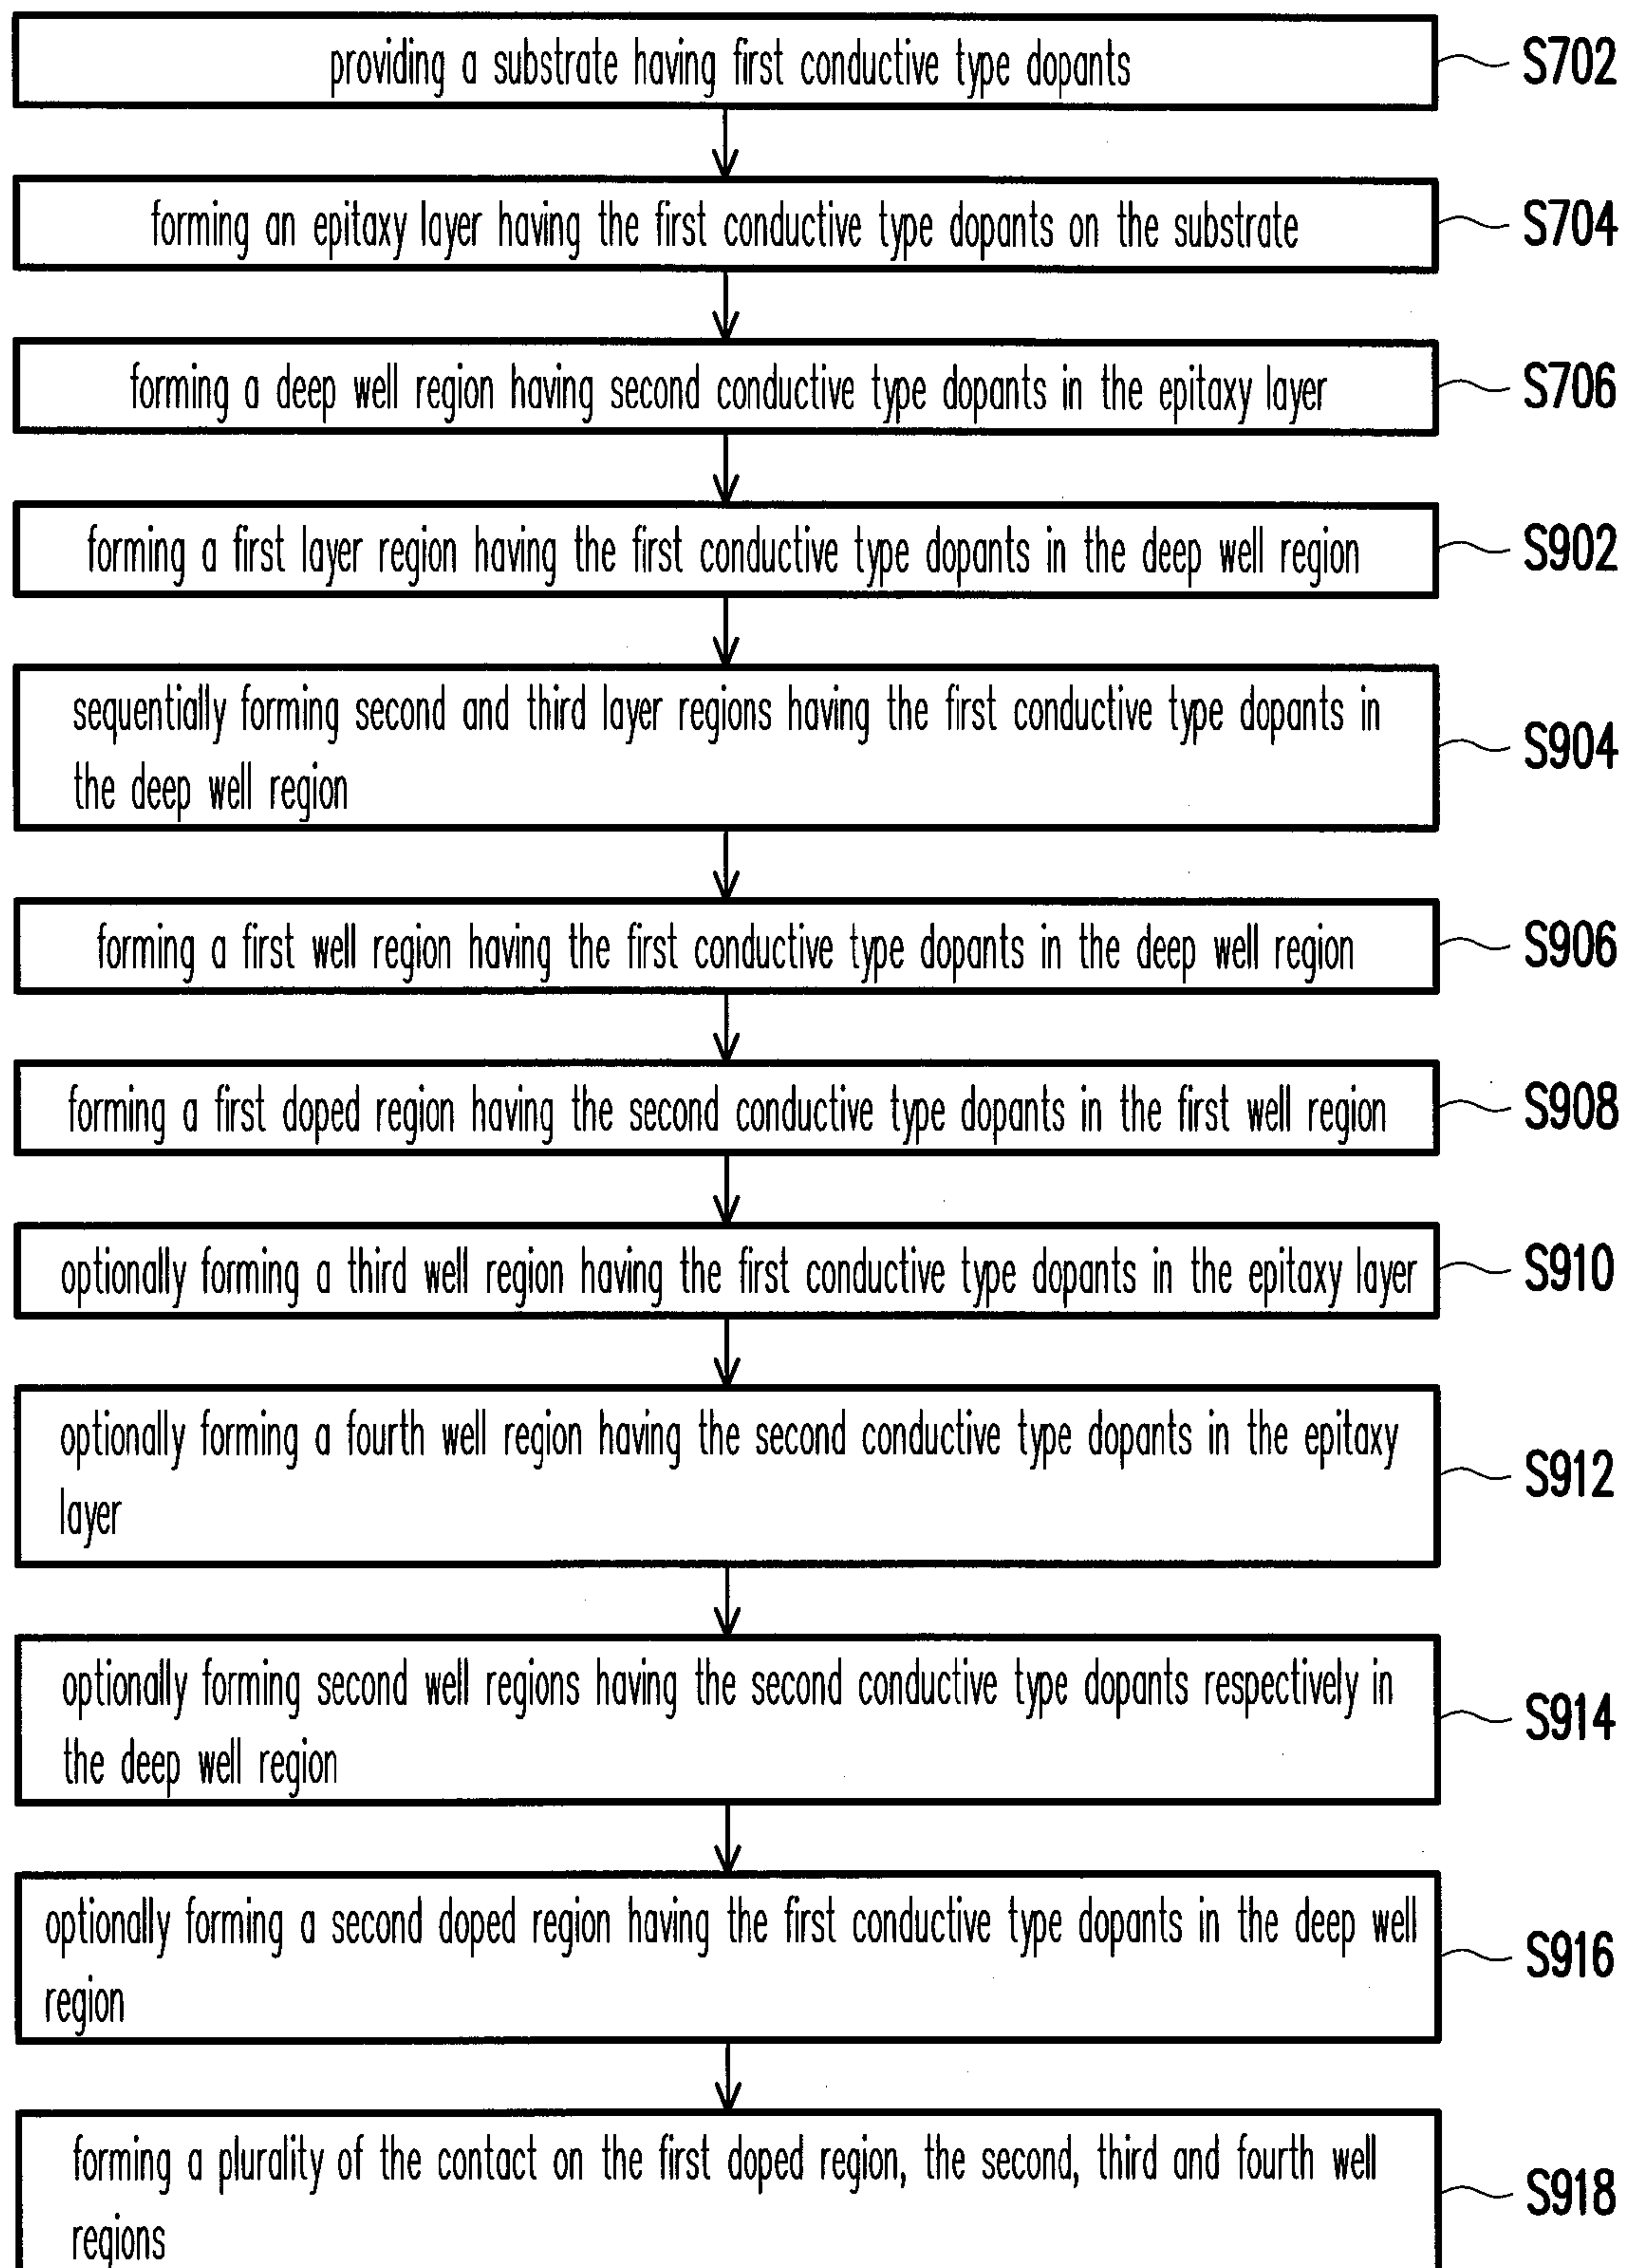 providing a substrate having first conductive type dopants
S702
forming an epitaxy layer having the first conductive type dopants on the substrate
S704
forming a deep well region having second conductive type dopants in the epitaxy layer
S706
forming a first layer region having the first conductive type dopants in the deep well region
S902
sequentially forming second and third layer regions having the first conductive type dopants in
the deep well region
S904
forming a first well region having the first conductive type dopants in the deep well region
S906
forming a first doped region having the second conductive type dopants in the first well region
S908
optionally forming a third well region having the first conductive type dopants in the epitaxy layer
S910
optionally forming a fourth well region having the second conductive type dopants in the epitaxy
layer
S912
optionally forming second well regions having the second conductive type dopants respectively in
the deep well region
S914
optionally forming a second doped region having the first conductive type dopants in the deep well
region
S916
forming a plurality of the contact on the first doped region, the second, third and fourth well
regions
S918